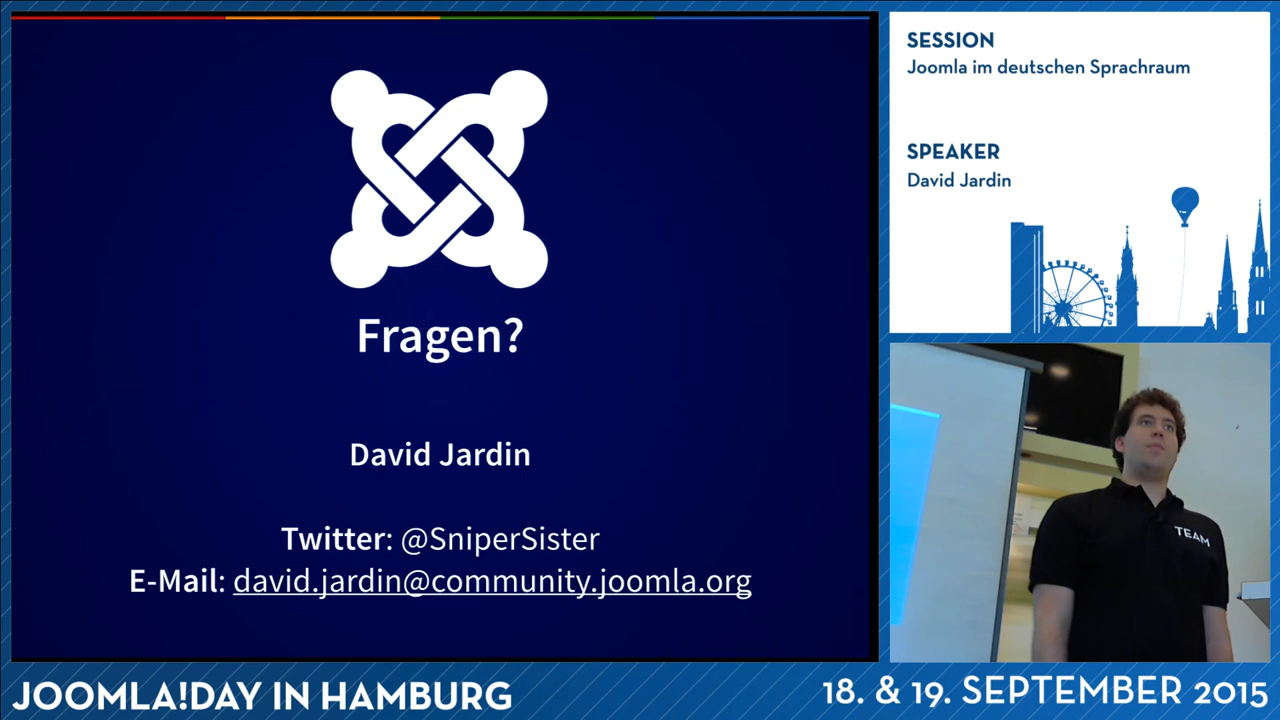 Fragen?
David Jardin
Twitter: @SniperSister
E-Mail: david.jardin@community.joomla.org
SESSION
Joomla im deutschen Sprachraum
SPEAKER
David Jardin
TEAM
JOOMLA!DAY IN HAMBURG
18. & 19. SEPTEMBER 2015